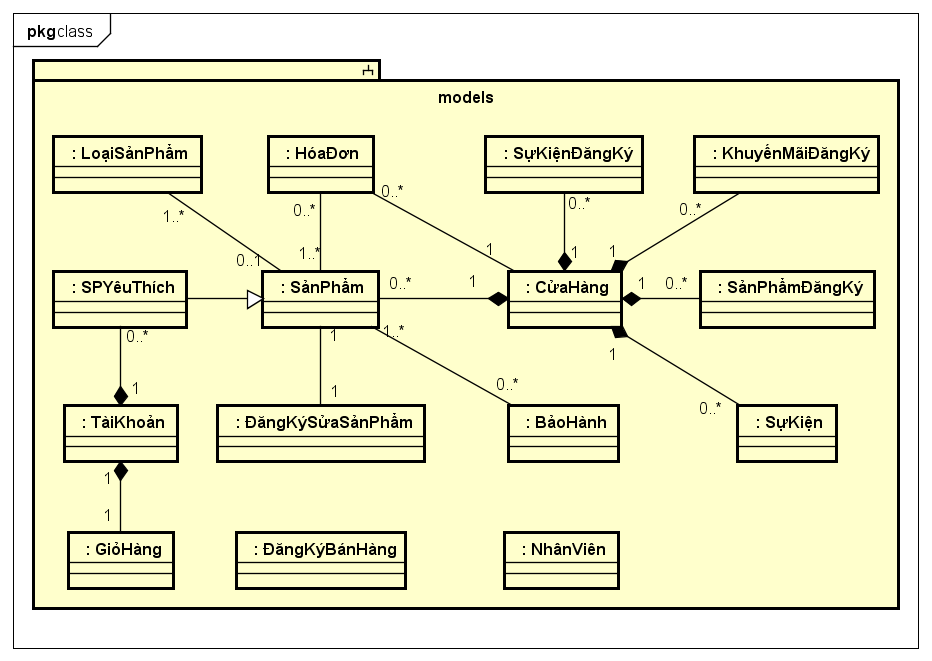 pkg class
models
: LoạiSảnPhẩm
: HóaĐơn
: SựKiệnĐăngKý
: KhuyếnMãiĐăngKý
1..*
0..*
0..*
0..*
0..*
0..1
1..*
1
1
1
: SPYêuThích
: SảnPhẩm
0..*
1
: CửaHàng
1
0..*
: SảnPhẩmĐăngKý
0..*
1
1..*
1
1
1
0..*
0..*
: TàiKhoản
: ĐăngKýSửaSảnPhẩm
: BảoHành
: SựKiện
1
1
: GiỏHàng
: ĐăngKýBánHàng
: NhânViên